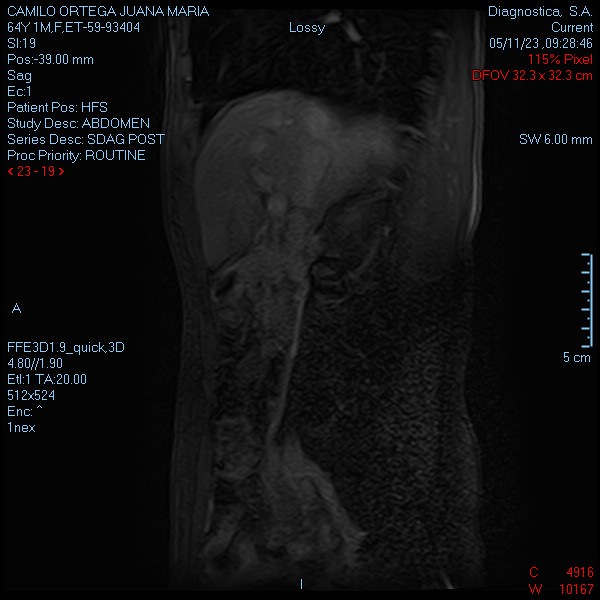 CAMILO ORTEGA JUANA MARIA
64Y 1M,F,ET-59-93404
Sl:19
Pos:-39.00 mm
Sag
Ec:1
Patient Pos: HFS
Study Desc: ABDOMEN
Series Desc: SDAG POST
Proc Priority: ROUTINE
< 23 - 19 >
Lossy
Diagnostica, S.A.
Current
05/11/23 ,09:28:46
115% Pixel
DFOV 32.3 x 32.3 cm
SW 6.00 mm
A
5 cm
FFE3D1.9_quick,3D
4.80//1.90
Etl:1 TA:20.00
512x524
Enc: ^
1nex
I
C 4916
W 10167